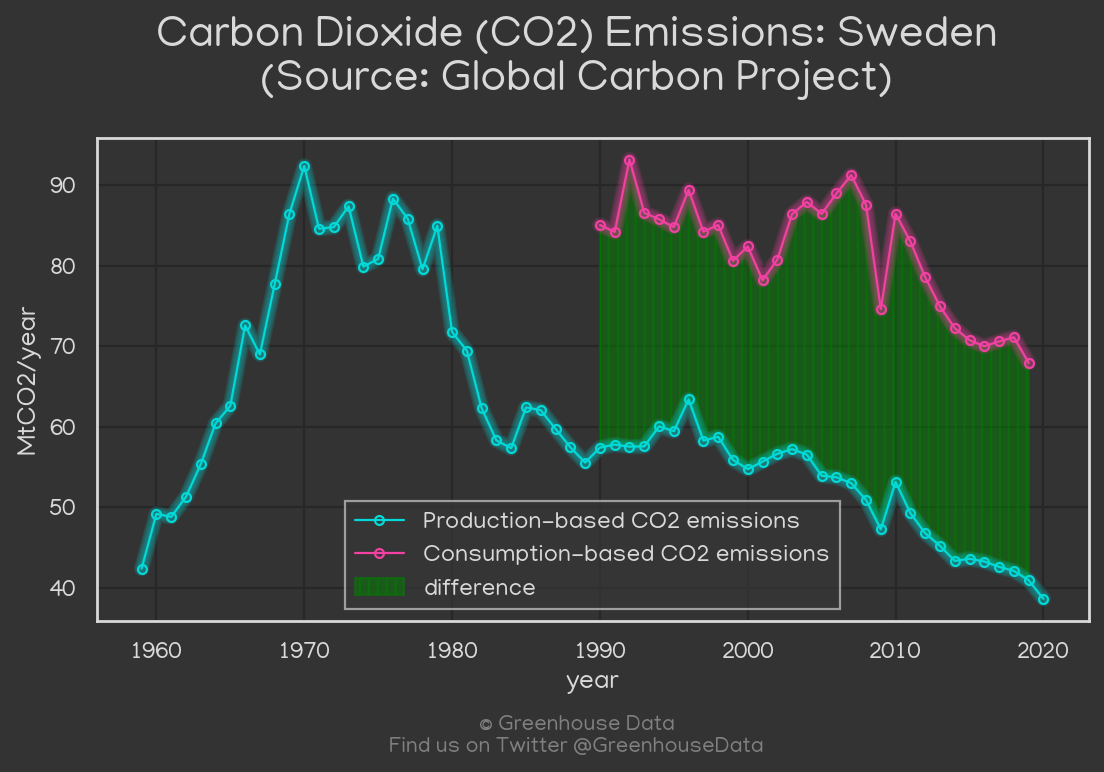 Carbon Dioxide (CO2) Emissions: Sweden
(Source: Global Carbon Project)
90
80
70
60
50
40
MtCO2/year
Production-based CO2 emissions
Consumption-based CO2 emissions
difference
1960 1970 1980 1990 2000 2010 2020
year
© Greenhouse Data
Find us on Twitter @GreenhouseData